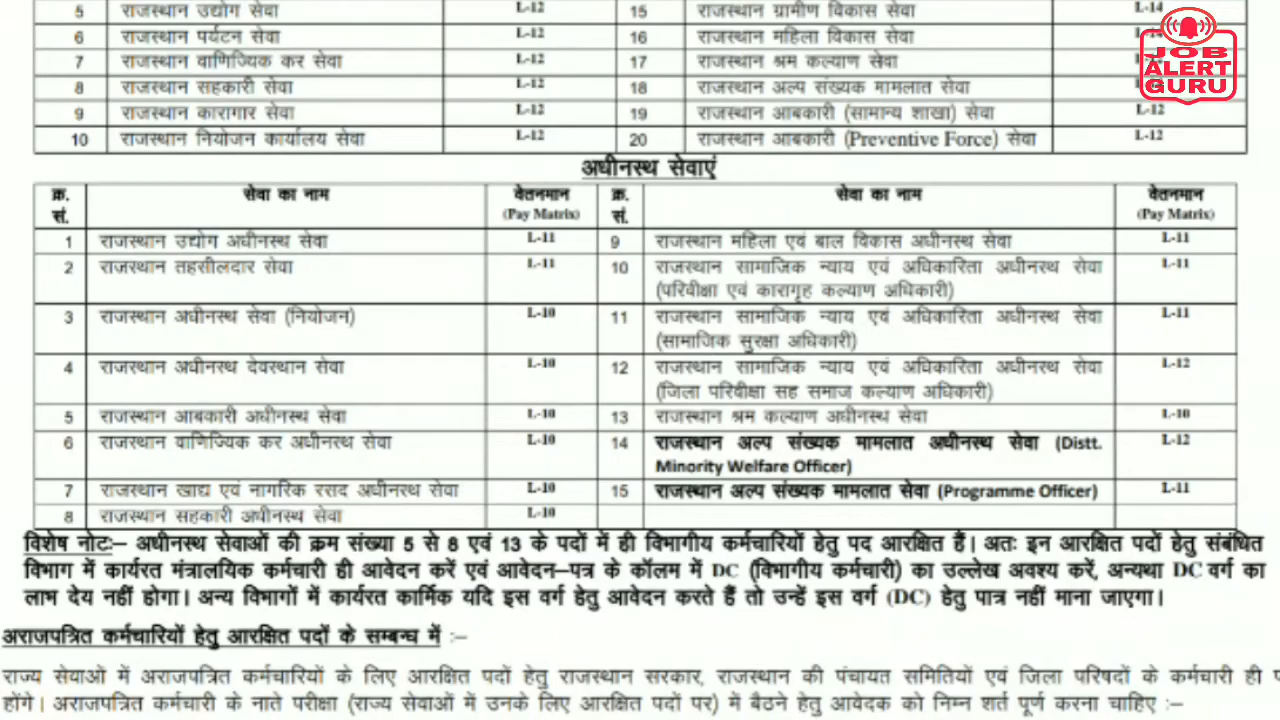 5 राजस्थान उद्योग सेवा L-12 15 राजस्थान ग्रामीण विकास सेवा L-14
6 राजस्थान पर्यटन सेवा L-12 16 राजस्थान महिला विकास सेवा
7 राजस्थान वाणिज्यिक कर सेवा L-12 17 राजस्थान श्रम कल्याण सेवा
8 राजस्थान सहकारी सेवा L-12 18 राजस्थान अल्प संख्यक मामलात सेवा
9 राजस्थान कारागार सेवा L-12 19 राजस्थान आबकारी (सामान्य शाखा) सेवा L-12
10 राजस्थान नियोजन कार्यालय सेवा L-12 20 राजस्थान आबकारी (Preventive Force) सेवा L-12
JOB
ALERT
GURU
अधीनस्थ सेवाएं
क्र. सेवा का नाम वेतनमान क्र. सेवा का नाम वेतनमान
सं. (Pay Matrix) सं. (Pay Matrix)
1 राजस्थान उद्योग अधीनस्थ सेवा L-11 9 राजस्थान महिला एवं बाल विकास अधीनस्थ सेवा L-11
2 राजस्थान तहसीलदार सेवा L-11 10 राजस्थान सामाजिक न्याय एवं अधिकारिता अधीनस्थ सेवा L-11
(परिवीक्षा एवं कारागृह कल्याण अधिकारी)
3 राजस्थान अधीनस्थ सेवा (नियोजन) L-10 11 राजस्थान सामाजिक न्याय एवं अधिकारिता अधीनस्थ सेवा L-11
(सामाजिक सुरक्षा अधिकारी)
4 राजस्थान अधीनस्थ देवस्थान सेवा L-10 12 राजस्थान सामाजिक न्याय एवं अधिकारिता अधीनस्थ सेवा L-12
(जिला परिवीक्षा सह समाज कल्याण अधिकारी)
5 राजस्थान आबकारी अधीनस्थ सेवा L-10 13 राजस्थान श्रम कल्याण अधीनस्थ सेवा L-10
6 राजस्थान वाणिज्यिक कर अधीनस्थ सेवा L-10 14 राजस्थान अल्प संख्यक मामलात अधीनस्थ सेवा (Distt. L-12
Minority Welfare Officer)
7 राजस्थान खाद्य एवं नागरिक रसद अधीनस्थ सेवा L-10 15 राजस्थान अल्प संख्यक मामलात सेवा (Programme Officer) L-11
8 राजस्थान सहकारी अधीनस्थ सेवा L-10
विशेष नोटः– अधीनस्थ सेवाओं की क्रम संख्या 5 से 8 एवं 13 के पदों में ही विभागीय कर्मचारियों हेतु पद आरक्षित हैं। अतः इन आरक्षित पदों हेतु संबंधित
विभाग में कार्यरत मंत्रालयिक कर्मचारी ही आवेदन करें एवं आवेदन–पत्र के कॉलम में DC (विभागीय कर्मचारी) का उल्लेख अवश्य करें, अन्यथा DC वर्ग का
लाभ देय नहीं होगा। अन्य विभागों में कार्यरत कार्मिक यदि इस वर्ग हेतु आवेदन करते हैं तो उन्हें इस वर्ग (DC) हेतु पात्र नहीं माना जाएगा।
अराजपत्रित कर्मचारियों हेतु आरक्षित पदों के सम्बन्ध में :–
राज्य सेवाओं में अराजपत्रित कर्मचारियों के लिए आरक्षित पदों हेतु राजस्थान सरकार, राजस्थान की पंचायत समितियों एवं जिला परिषदों के कर्मचारी ही
होंगे। अराजपत्रित कर्मचारी के नाते परीक्षा (राज्य सेवाओं में उनके लिए आरक्षित पदों पर) में बैठने हेतु आवेदक को निम्न शर्त पूर्ण करना चाहिए :–